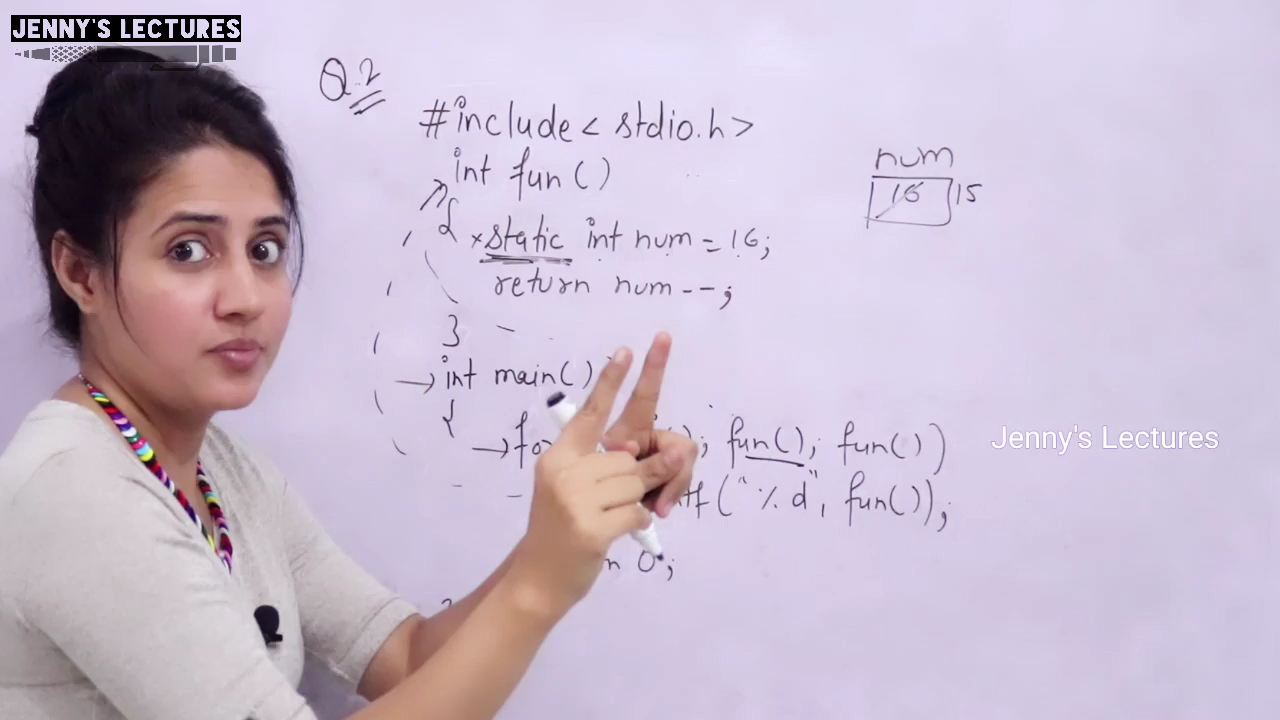 JENNY'S LECTURES
Q.2
#include< stdio.h>
int fun()
{
static int num = 16;
return num--;
}
int main()
{
fun(); fun())
("%d", fun());
0;
num
16 15
Jenny's Lectures